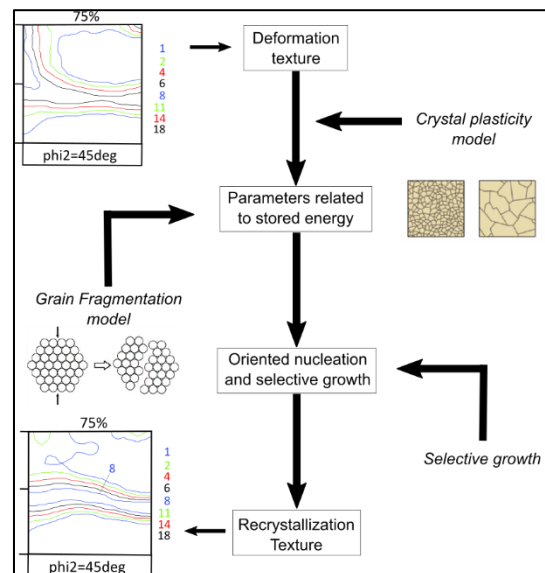 75%
1
2
4
6
8
11
14
18
phi2=45deg
Deformation
texture
Crystal plasticity
model
Parameters related
to stored energy
Grain Fragmentation
model
Oriented nucleation
and selective growth
Selective growth
75%
8
1
2
4
6
8
11
14
18
phi2=45deg
Recrystallization
Texture